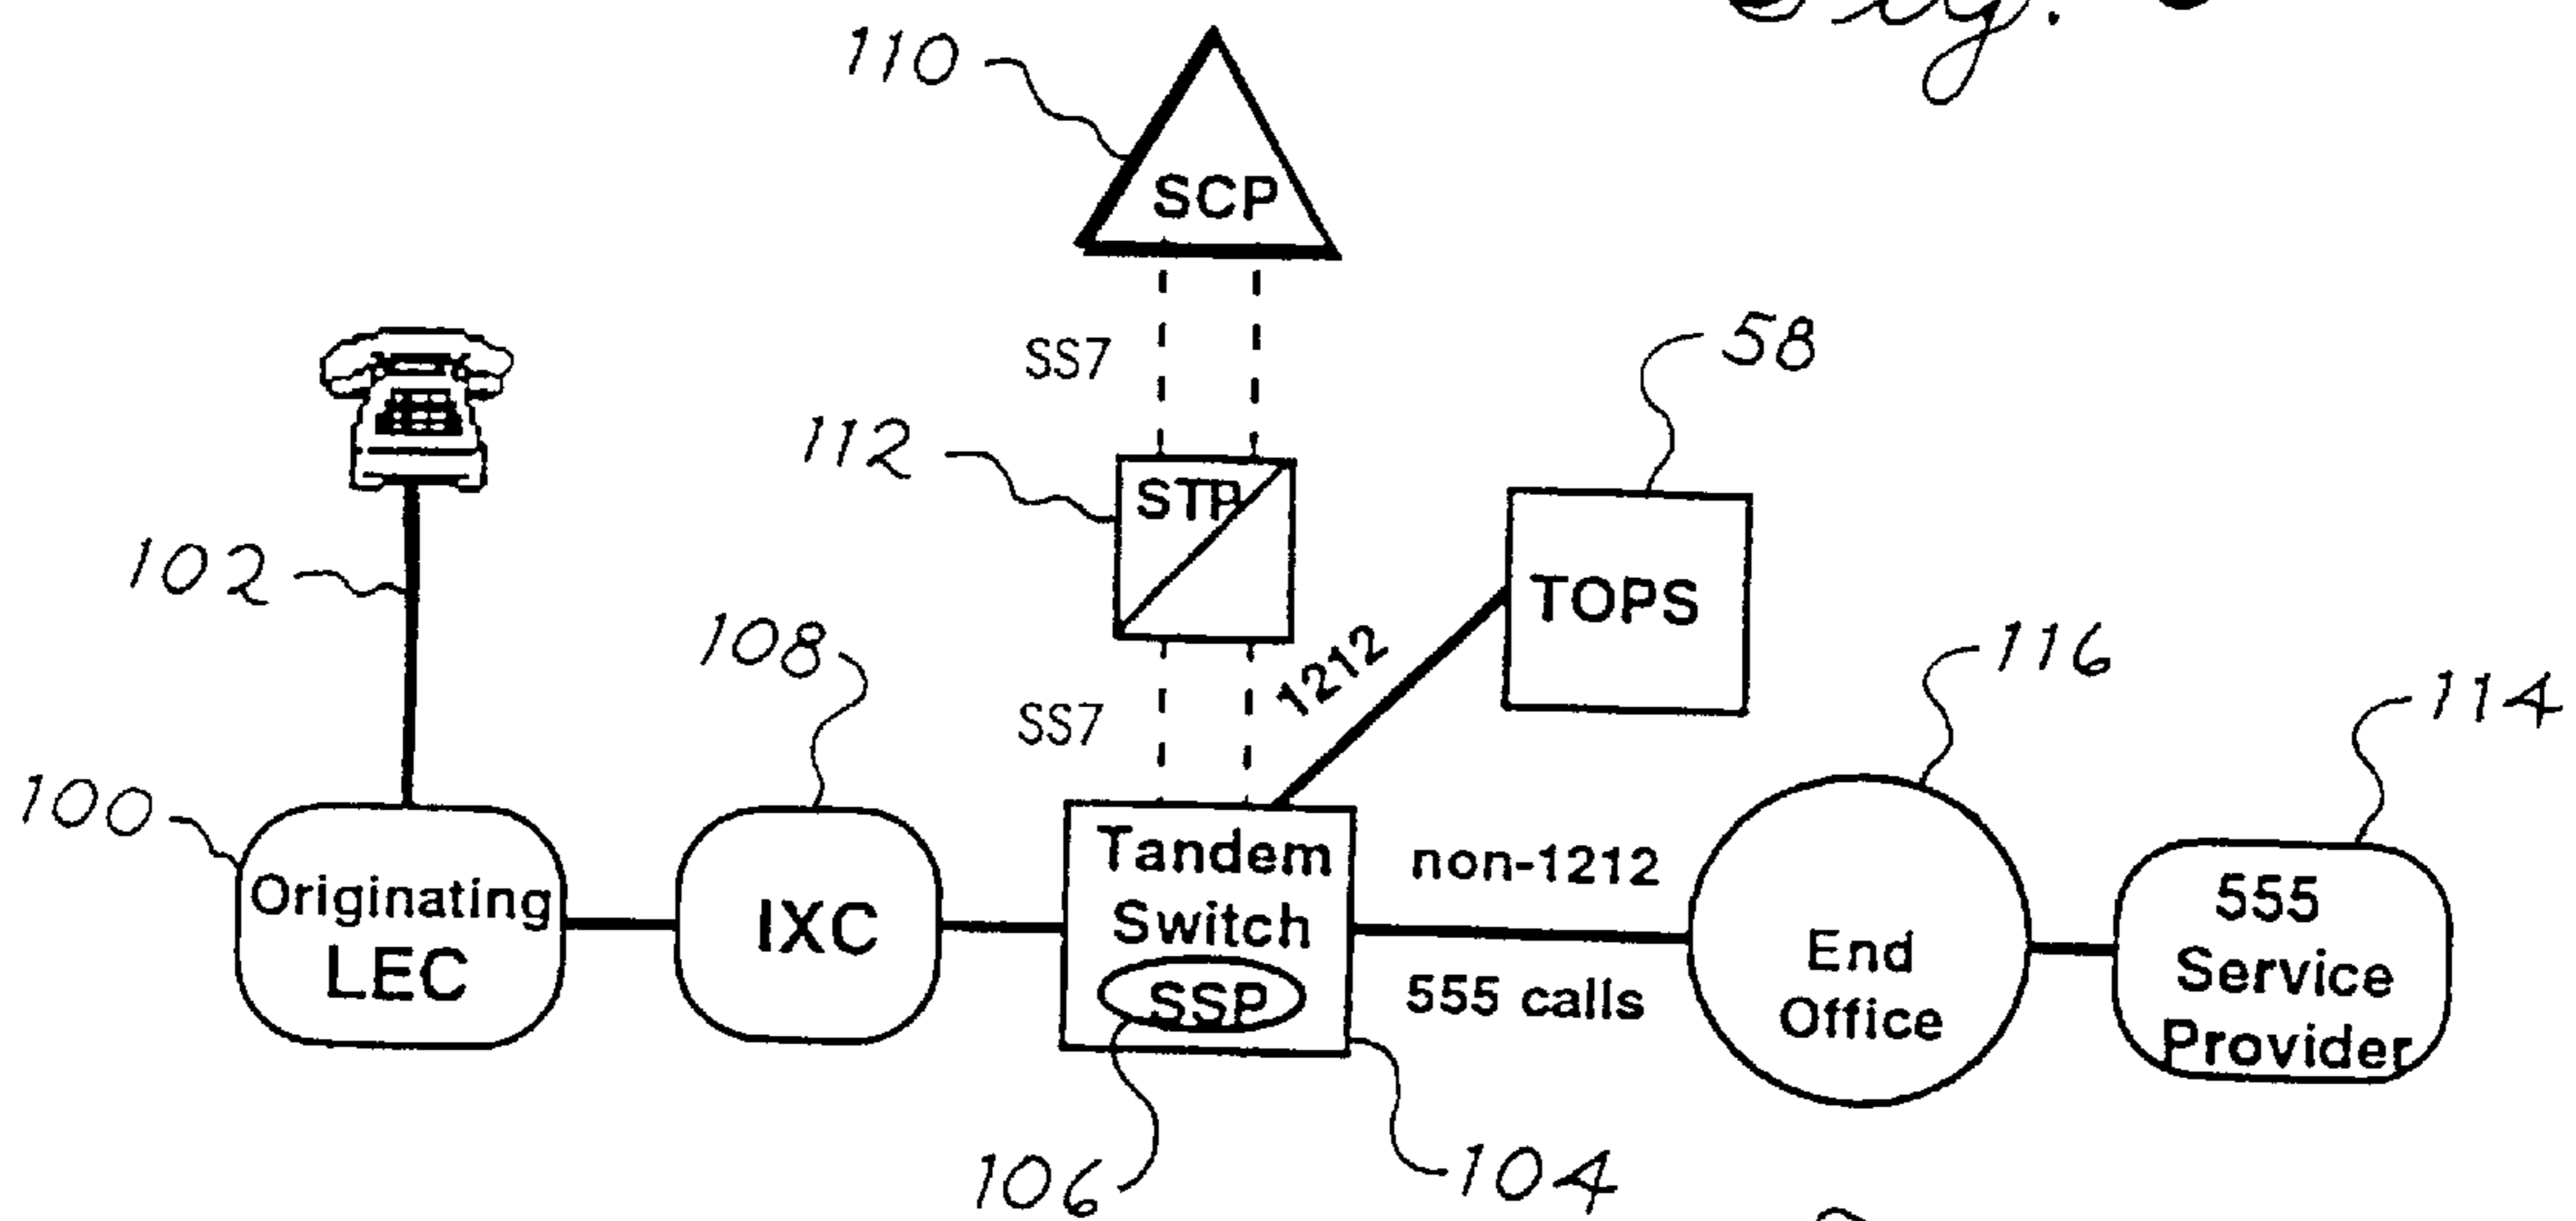 110
SCP
SS7
58
112
STP
TOPS
102
108
1212
116
SS7
114
100
Originating
LEC
IXC
Tandem
Switch
SSP
non-1212
555 calls
End
Office
555
Service
Provider
106
104